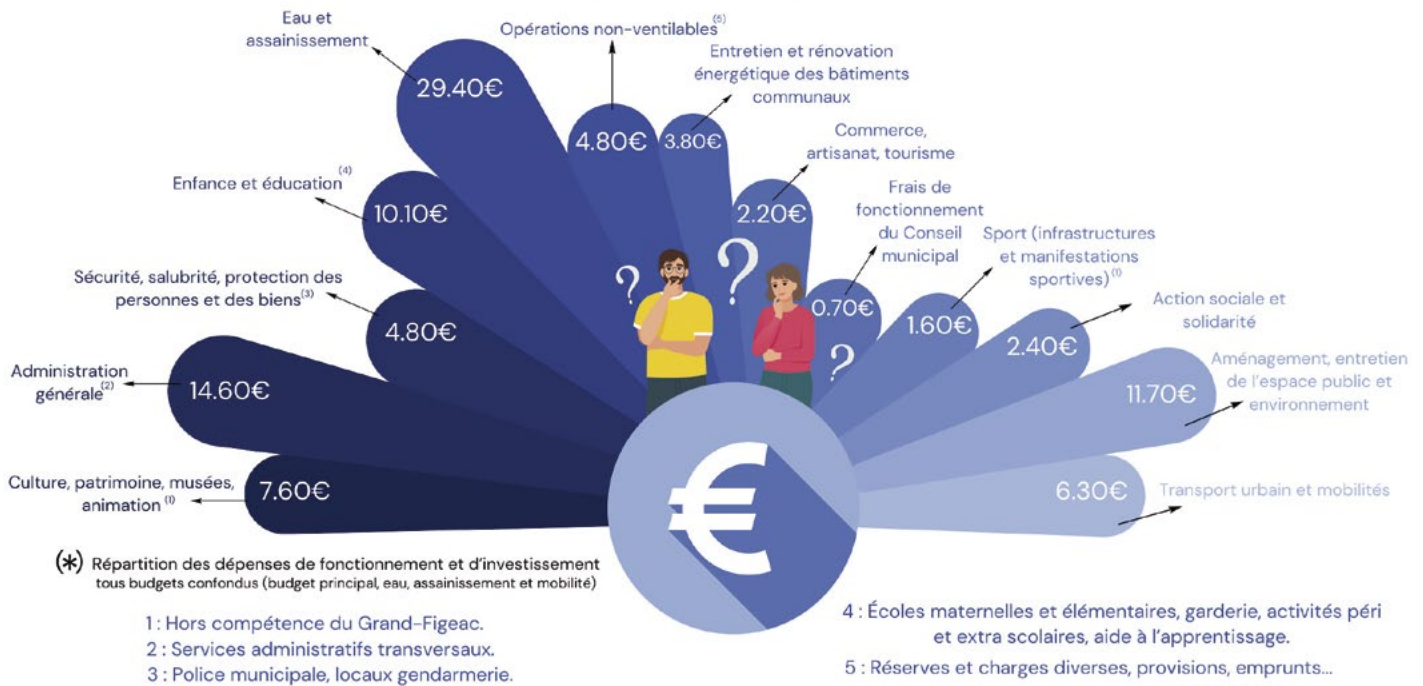 Eau et
assainissement
29.40€
Opérations non-ventilables(5)
4.80€
Entretien et rénovation
énergétique des bâtiments
communaux
3.80€
Commerce,
artisanat, tourisme
2.20€
Frais de
fonctionnement
du Conseil
municipal
0.70€
Sport (infrastructures
et manifestations
sportives)(1)
1.60€
Action sociale et
solidarité
2.40€
Aménagement, entretien
de l'espace public et
environnement
11.70€
Transport urbain et mobilités
6.30€
Enfance et éducation(4)
10.10€
Sécurité, salubrité, protection des
personnes et des biens(3)
4.80€
Administration
générale(2)
14.60€
Culture, patrimoine, musées,
animation (1)
7.60€
?
?
?
€
(*) Répartition des dépenses de fonctionnement et d'investissement
tous budgets confondus (budget principal, eau, assainissement et mobilité)
1 : Hors compétence du Grand-Figeac.
2 : Services administratifs transversaux.
3 : Police municipale, locaux gendarmerie.
4 : Écoles maternelles et élémentaires, garderie, activités péri
et extra scolaires, aide à l'apprentissage.
5 : Réserves et charges diverses, provisions, emprunts...